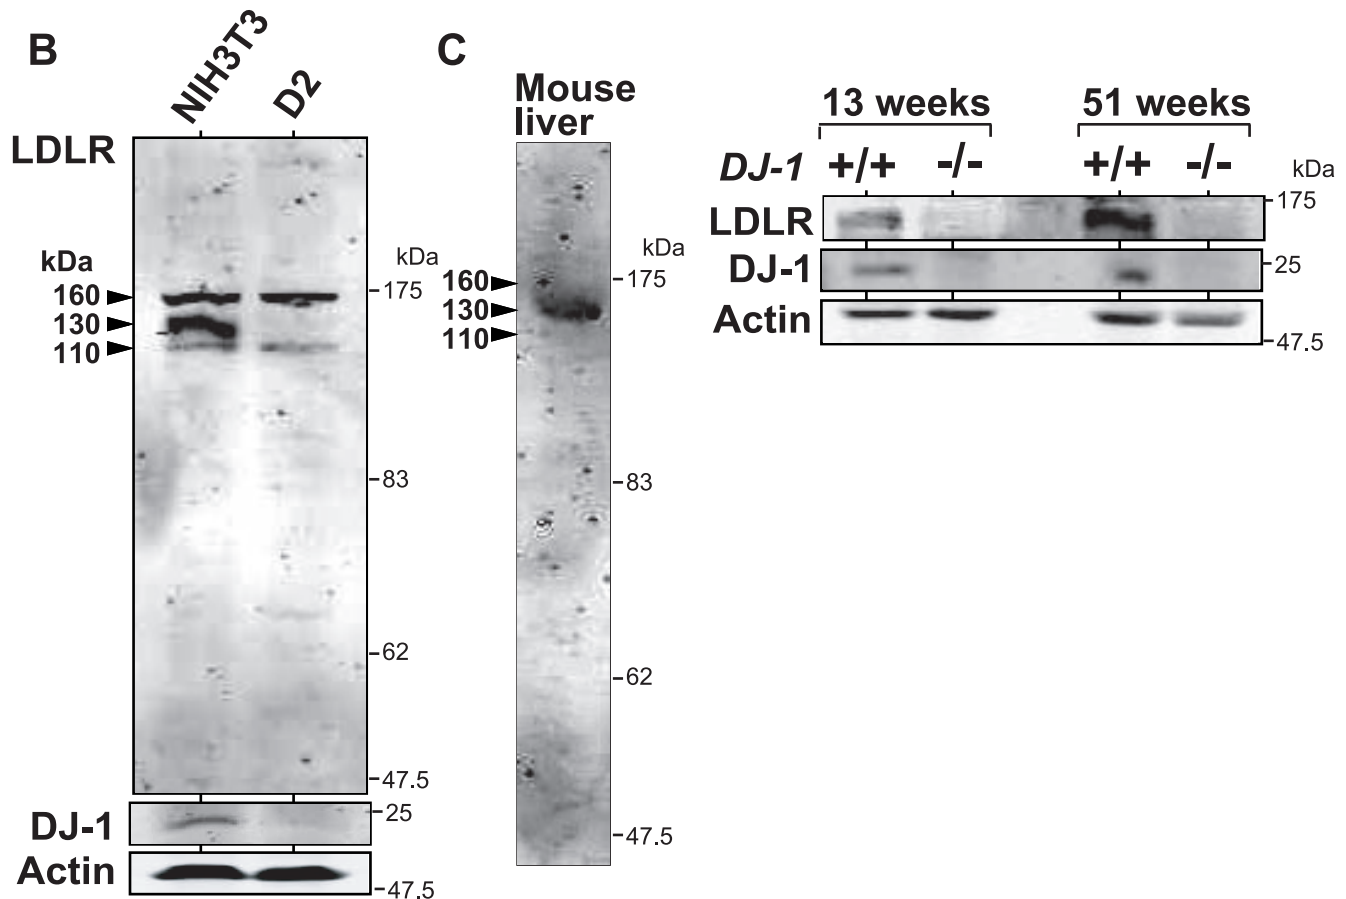 B
NIH3T3
D2
LDLR
kDa
160
130
110
kDa
175
83
62
47.5
DJ-1
25
Actin
47.5
C
Mouse
liver
160
130
110
kDa
175
83
62
47.5
13 weeks 51 weeks
DJ-1 +/+ -/- +/+ -/- kDa
LDLR 175
DJ-1 25
Actin 47.5